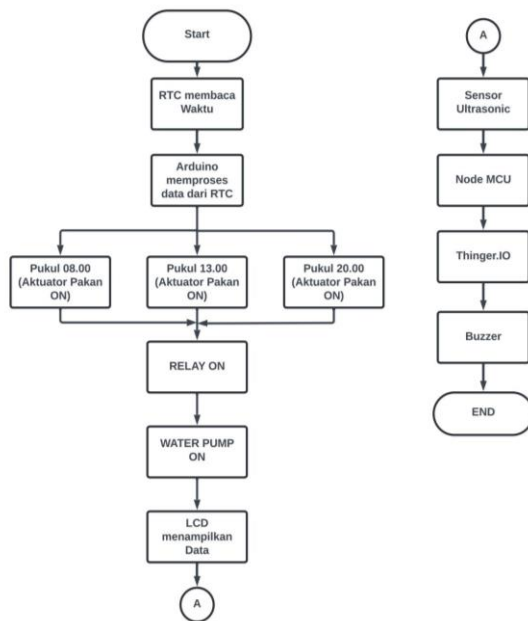 Start
RTC membaca
Waktu
Arduino
memproses
data dari RTC
Pukul 08.00
(Aktuator Pakan
ON)
Pukul 13.00
(Aktuator Pakan
ON)
Pukul 20.00
(Aktuator Pakan
ON)
RELAY ON
WATER PUMP
ON
LCD
menampilkan
Data
A
A
Sensor
Ultrasonic
Node MCU
Thinger.IO
Buzzer
END